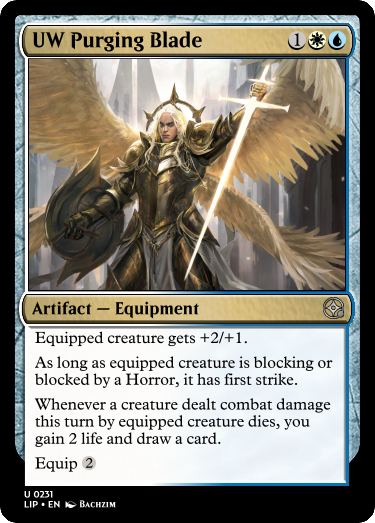 UW Purging Blade 1
Artifact — Equipment
Equipped creature gets +2/+1.
As long as equipped creature is blocking or
blocked by a Horror, it has first strike.
Whenever a creature dealt combat damage
this turn by equipped creature dies, you
gain 2 life and draw a card.
Equip 2
U 0231
LIP • EN Bachzim